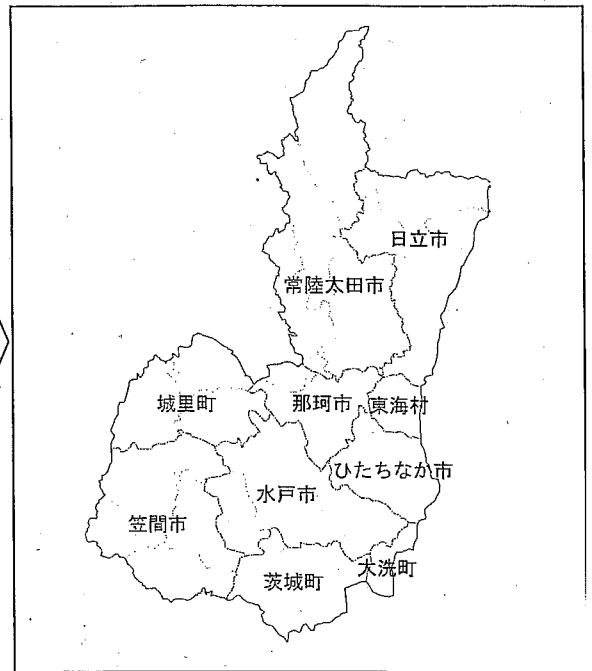 日立市
常陸太田市
城里町
那珂市
東海村
ひたちなか市
水戸市
笠間市
大洗町
茨城町